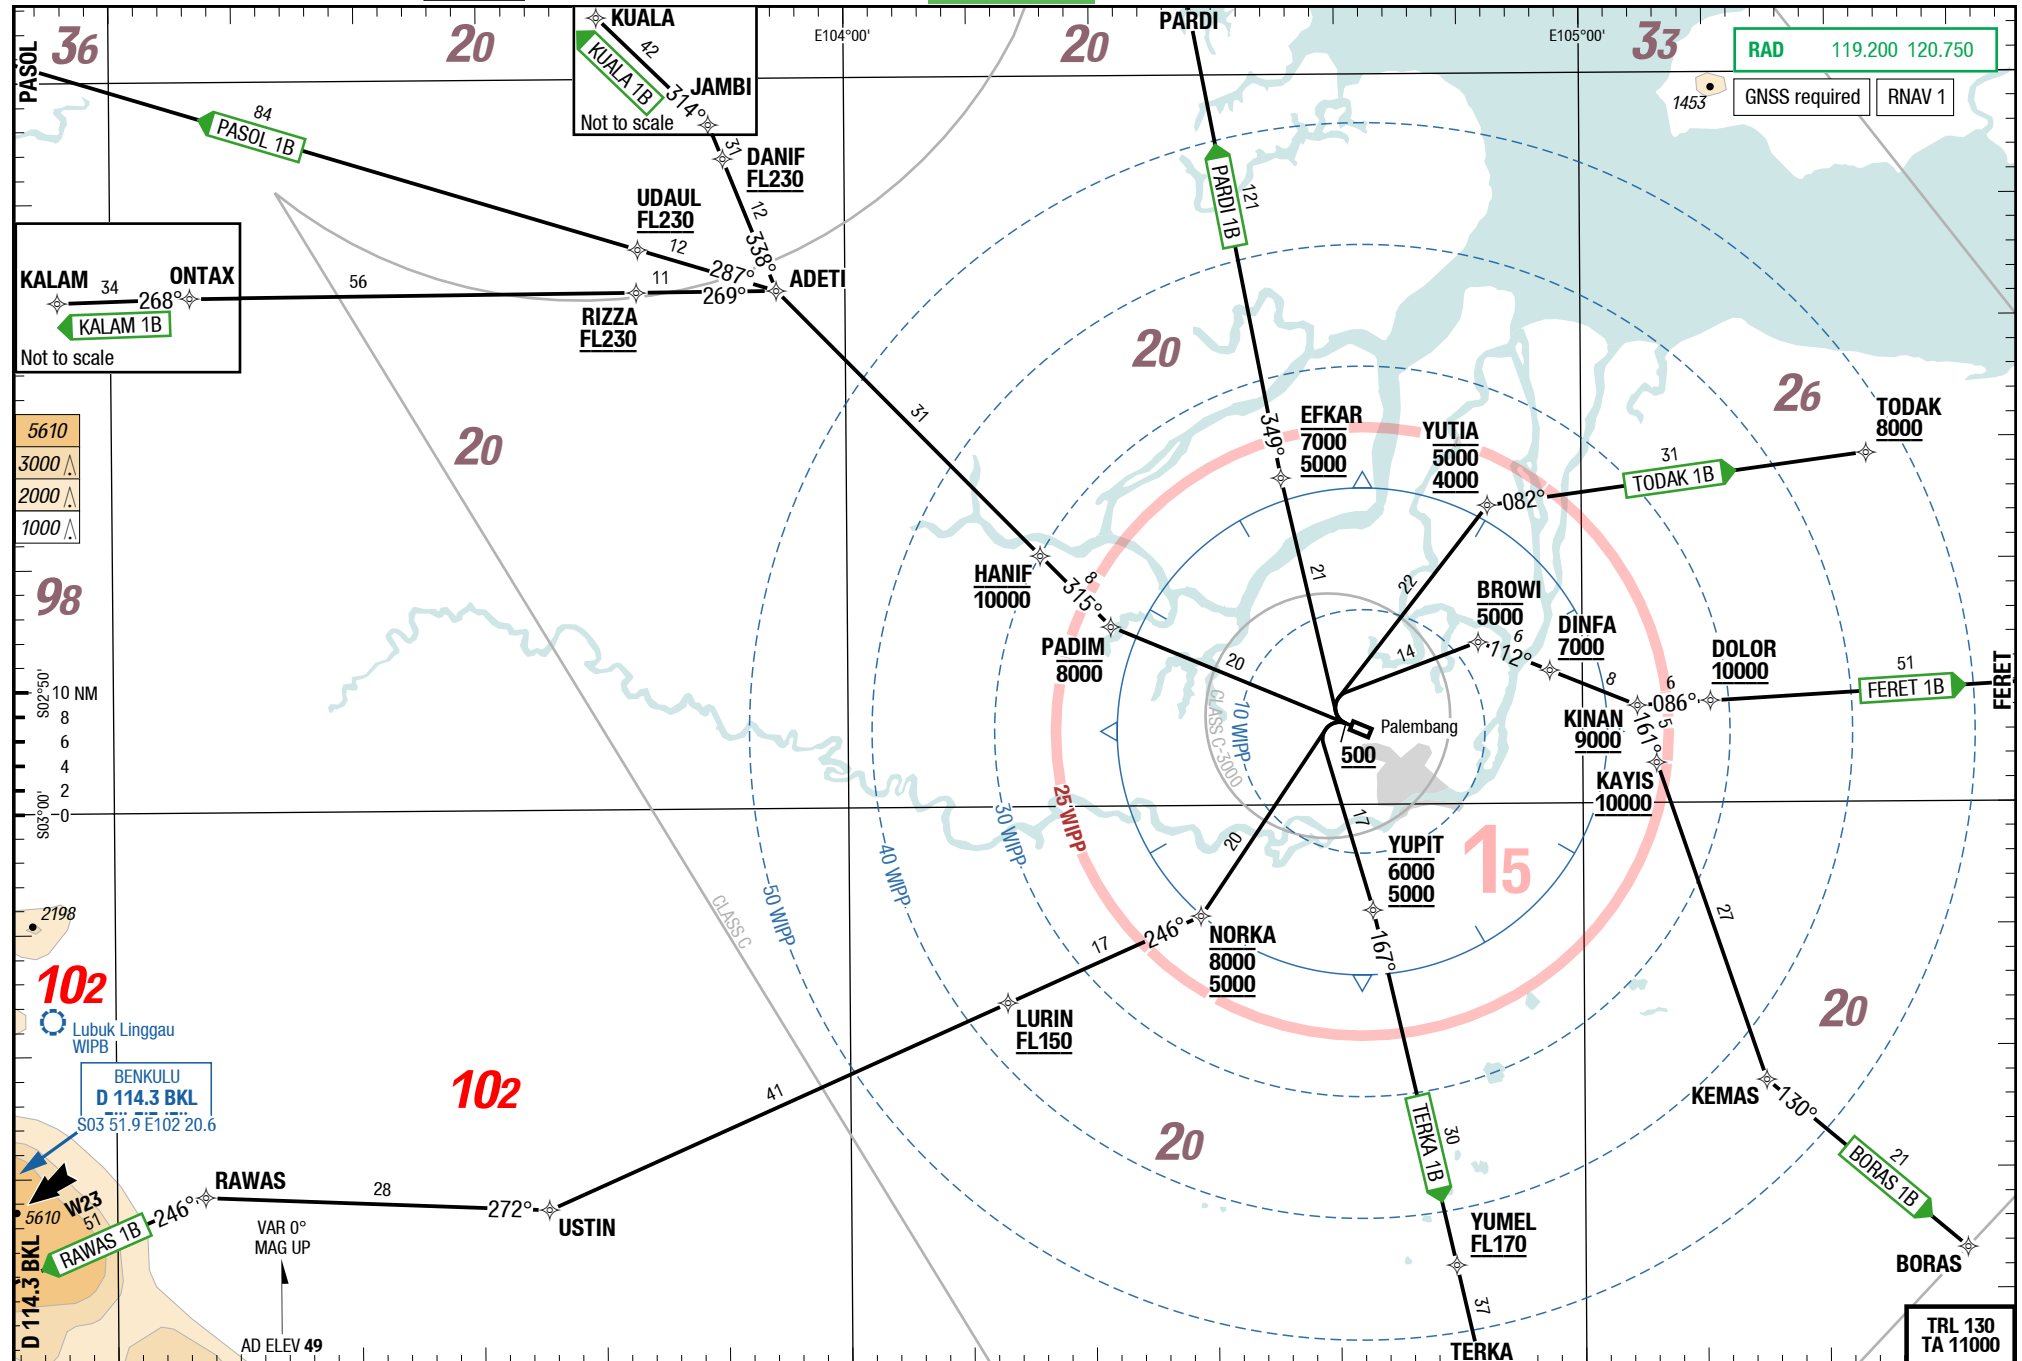 PASOL
36
20
KUALA
42
KUALA 1B
314°
JAMBI
Not to scale
E104°00'
20
PARDI
E105°00'
33
RAD 119.200 120.750
1453
GNSS required
RNAV 1
84
PASOL 1B
31
DANIF
FL230
UDAUL
FL230
12
12
338°
287°
PARDI 1B
121
KALAM
34
268°
ONTAX
KALAM 1B
Not to scale
56
11
269°
ADETI
RIZZA
FL230
20
26
5610
3000
2000
1000
20
31
349°
EFKAR
7000
5000
YUTIA
5000
4000
TODAK
8000
31
TODAK 1B
082°
98
HANIF
10000
8
315°
PADIM
8000
20
21
22
BROWI
5000
14
6
112°
DINFA
7000
8
DOLOR
10000
6
086°
51
FERET 1B
FERET
S02°50'
10 NM
8
6
4
2
0
S03°00'
CLASS C-3000
10 WIPP
Palembang
500
KINAN
9000
5
161°
KAYIS
10000
25 WIPP
30 WIPP
40 WIPP
50 WIPP
CLASS C
17
20
YUPIT
6000
5000
15
2198
102
Lubuk Linggau
WIPB
BENKULU
D 114.3 BKL
S03 51.9 E102 20.6
102
17
246°
NORKA
8000
5000
167°
27
20
LURIN
FL150
41
KEMAS
130°
21
BORAS 1B
BORAS
20
TERKA 1B
30
RAWAS
28
272°
USTIN
W23
51
246°
5610
RAWAS 1B
D 114.3 BKL
VAR 0°
MAG UP
AD ELEV 49
YUMEL
FL170
37
TERKA
TRL 130
TA 11000